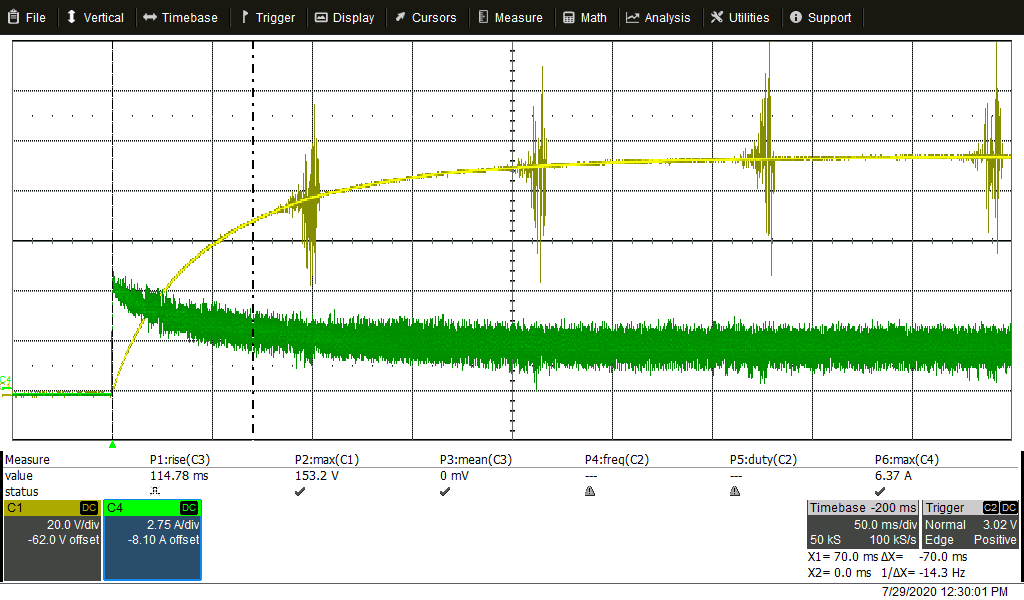 File Vertical Timebase Trigger Display Cursors Measure Math Analysis Utilities Support
C4
Measure P1:rise(C3) P2:max(C1) P3:mean(C3) P4:freq(C2) P5:duty(C2) P6:max(C4)
value 114.78 ms 153.2 V 0 mV --- --- 6.37 A
status
C1 DC C4 DC Timebase -200 ms Trigger C2 DC
20.0 V/div 2.75 A/div 50.0 ms/div Normal 3.02 V
-62.0 V offset -8.10 A offset 50 kS 100 kS/s Edge Positive
X1= 70.0 ms ΔX= -70.0 ms
X2= 0.0 ms 1/ΔX= -14.3 Hz
7/29/2020 12:30:01 PM